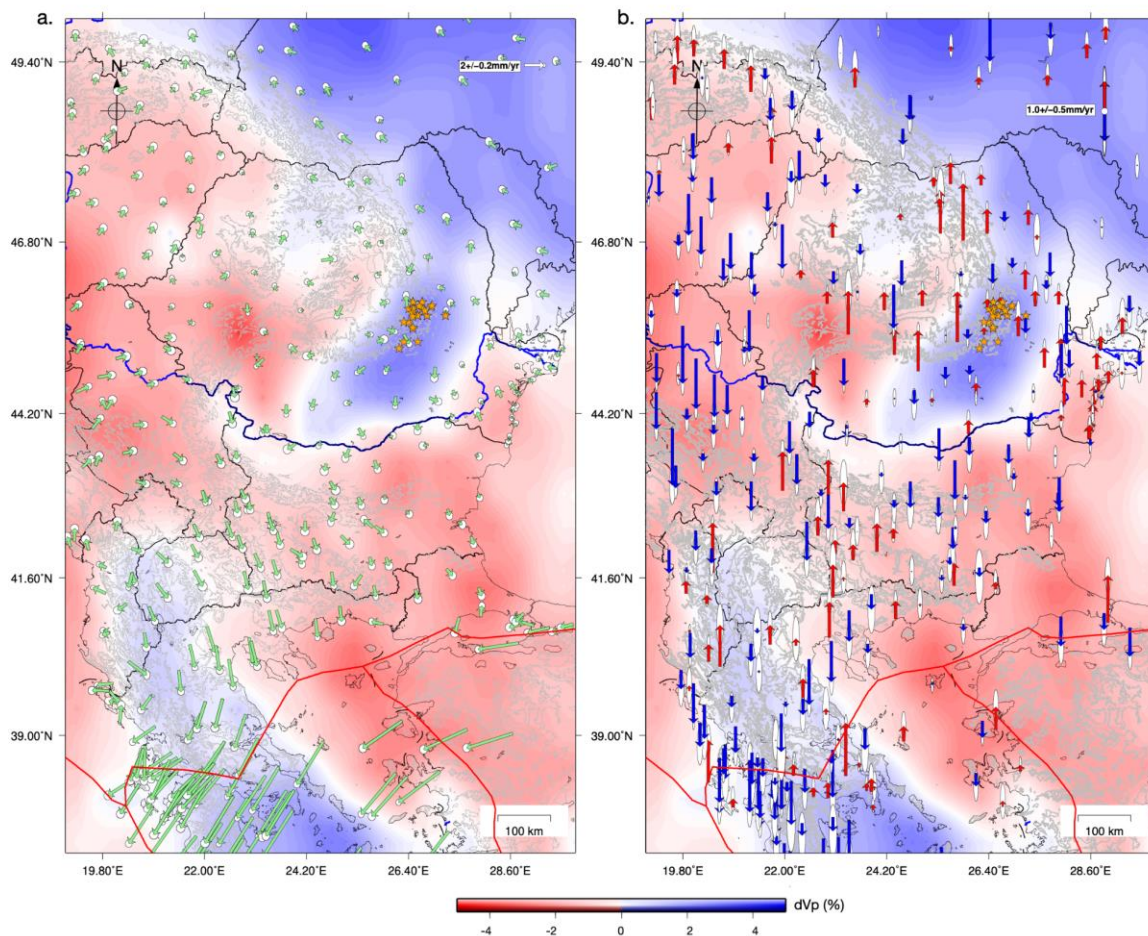 a.
b.
49.40°N
46.80°N
44.20°N
41.60°N
39.00°N
N
2+/−0.2mm/yr
100 km
19.80°E
22.00°E
24.20°E
26.40°E
28.60°E
49.40°N
46.80°N
44.20°N
41.60°N
39.00°N
N
1.0+/−0.5mm/yr
100 km
19.80°E
22.00°E
24.20°E
26.40°E
28.60°E
dVp (%)
−4
−2
0
2
4